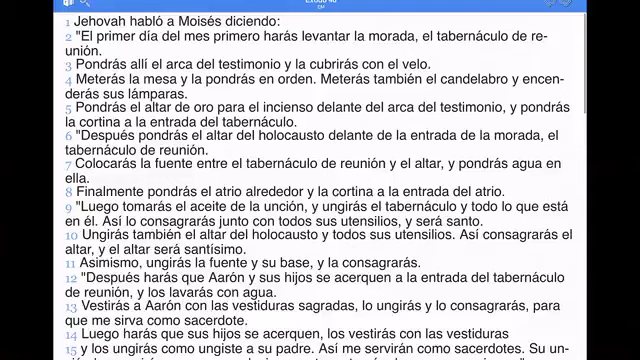 1 Jehovah habló a Moisés diciendo:
2 "El primer día del mes primero harás levantar la morada, el tabernáculo de re-
unión.
3 Pondrás allí el arca del testimonio y la cubrirás con el velo.
4 Meterás la mesa y la pondrás en orden. Meterás también el candelabro y encen-
derás sus lámparas.
5 Pondrás el altar de oro para el incienso delante del arca del testimonio, y pondrás
la cortina a la entrada del tabernáculo.
6 "Después pondrás el altar del holocausto delante de la entrada de la morada, el
tabernáculo de reunión.
7 Colocarás la fuente entre el tabernáculo de reunión y el altar, y pondrás agua en
ella.
8 Finalmente pondrás el atrio alrededor y la cortina a la entrada del atrio.
9 "Luego tomarás el aceite de la unción, y ungirás el tabernáculo y todo lo que está
en él. Así lo consagrarás junto con todos sus utensilios, y será santo.
10 Ungirás también el altar del holocausto y todos sus utensilios. Así consagrarás el
altar, y el altar será santísimo.
11 Asimismo, ungirás la fuente y su base, y la consagrarás.
12 "Después harás que Aarón y sus hijos se acerquen a la entrada del tabernáculo
de reunión, y los lavarás con agua.
13 Vestirás a Aarón con las vestiduras sagradas, lo ungirás y lo consagrarás, para
que me sirva como sacerdote.
14 Luego harás que sus hijos se acerquen, los vestirás con las vestiduras
15 y los ungirás como ungiste a su padre. Así me servirán como sacerdotes. Su un-